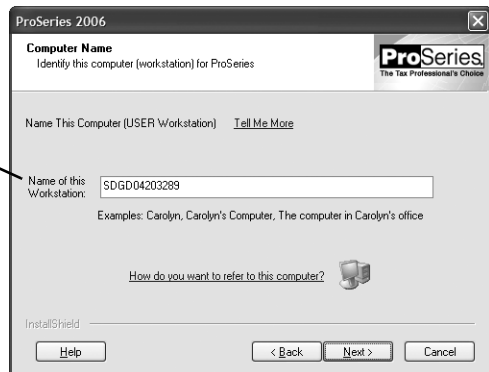 ProSeries 2006
Computer Name
Identify this computer (workstation) for ProSeries
ProSeries
The Tax Professional's Choice
Name This Computer (USER Workstation) Tell Me More
Name of this
Workstation:
SDGD04203289
Examples: Carolyn, Carolyn's Computer, The computer in Carolyn's office
How do you want to refer to this computer?
InstallShield
Help < Back Next > Cancel